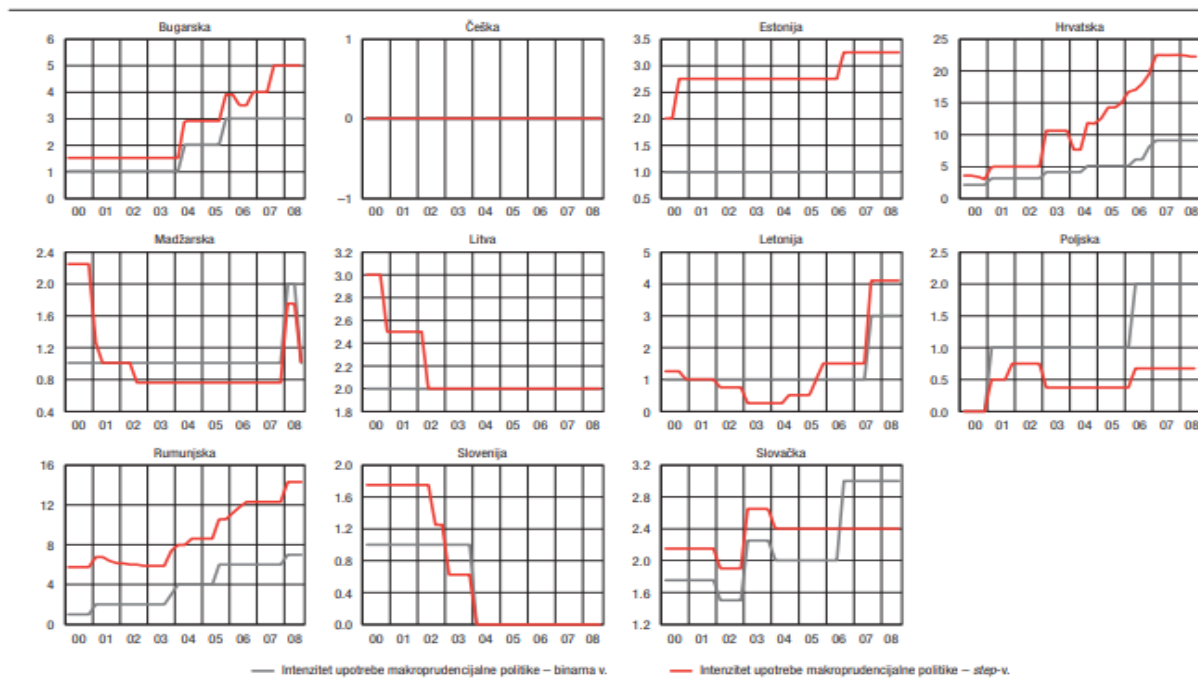 Bugarska
6
5
4
3
2
1
0
00 01 02 03 04 05 06 07 08
Češka
1
0
−1
00 01 02 03 04 05 06 07 08
Estonija
3.5
3.0
2.5
2.0
1.5
1.0
0.5
00 01 02 03 04 05 06 07 08
Hrvatska
25
20
15
10
5
0
00 01 02 03 04 05 06 07 08
Madžarska
2.4
2.0
1.6
1.2
0.8
0.4
00 01 02 03 04 05 06 07 08
Litva
3.2
3.0
2.8
2.6
2.4
2.2
2.0
1.8
00 01 02 03 04 05 06 07 08
Letonija
5
4
3
2
1
0
00 01 02 03 04 05 06 07 08
Poljska
2.5
2.0
1.5
1.0
0.5
0.0
00 01 02 03 04 05 06 07 08
Rumunjska
16
12
8
4
0
00 01 02 03 04 05 06 07 08
Slovenija
2.0
1.6
1.2
0.8
0.4
0.0
00 01 02 03 04 05 06 07 08
Slovačka
3.2
2.8
2.4
2.0
1.6
1.2
00 01 02 03 04 05 06 07 08
Intenzitet upotrebe makroprudencijalne politike – binarna v.
Intenzitet upotrebe makroprudencijalne politike – step-v.